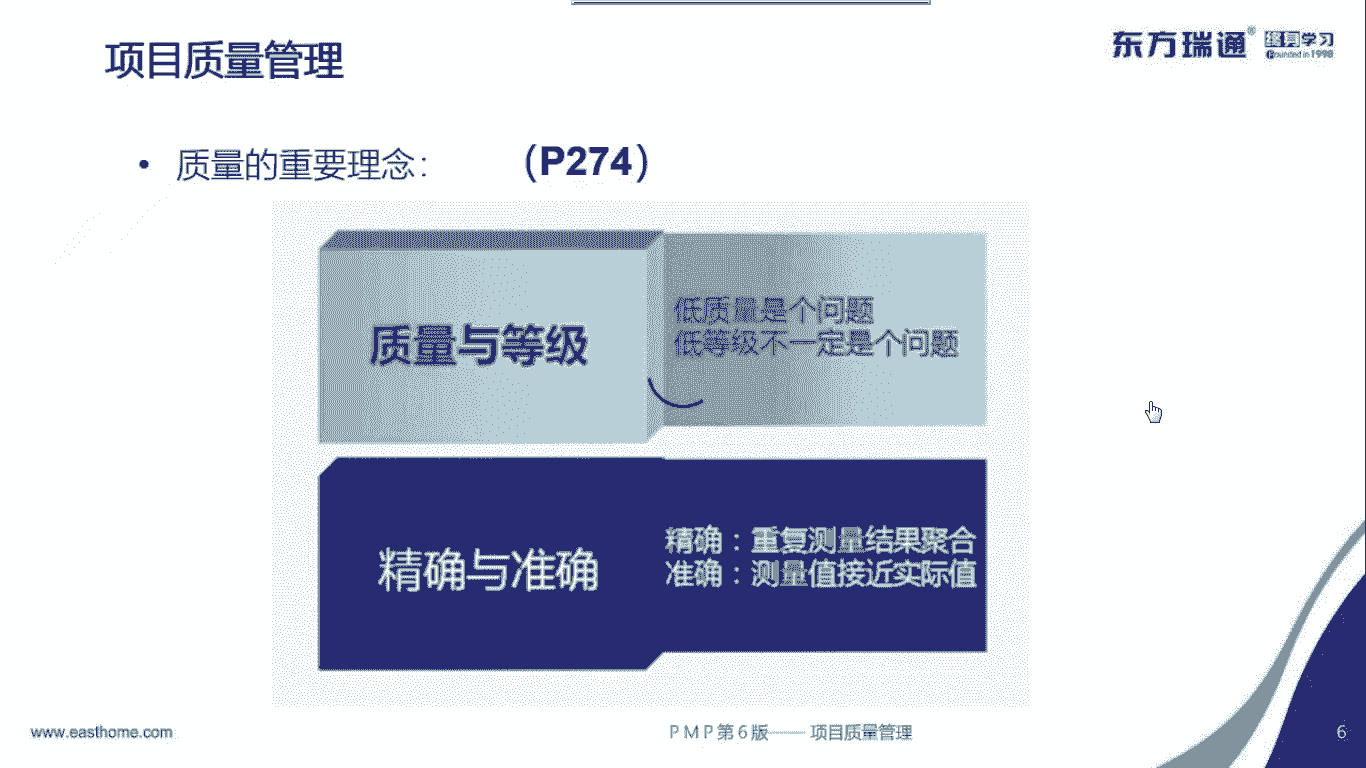 项目质量管理
东方瑞通® 终身学习
Founded in 1998
• 质量的重要理念： （P274）
质量与等级
低质量是个问题
低等级不一定是个问题
精确与准确
精确：重复测量结果聚合
准确：测量值接近实际值
www.easthome.com
PMP第6版—— 项目质量管理
6